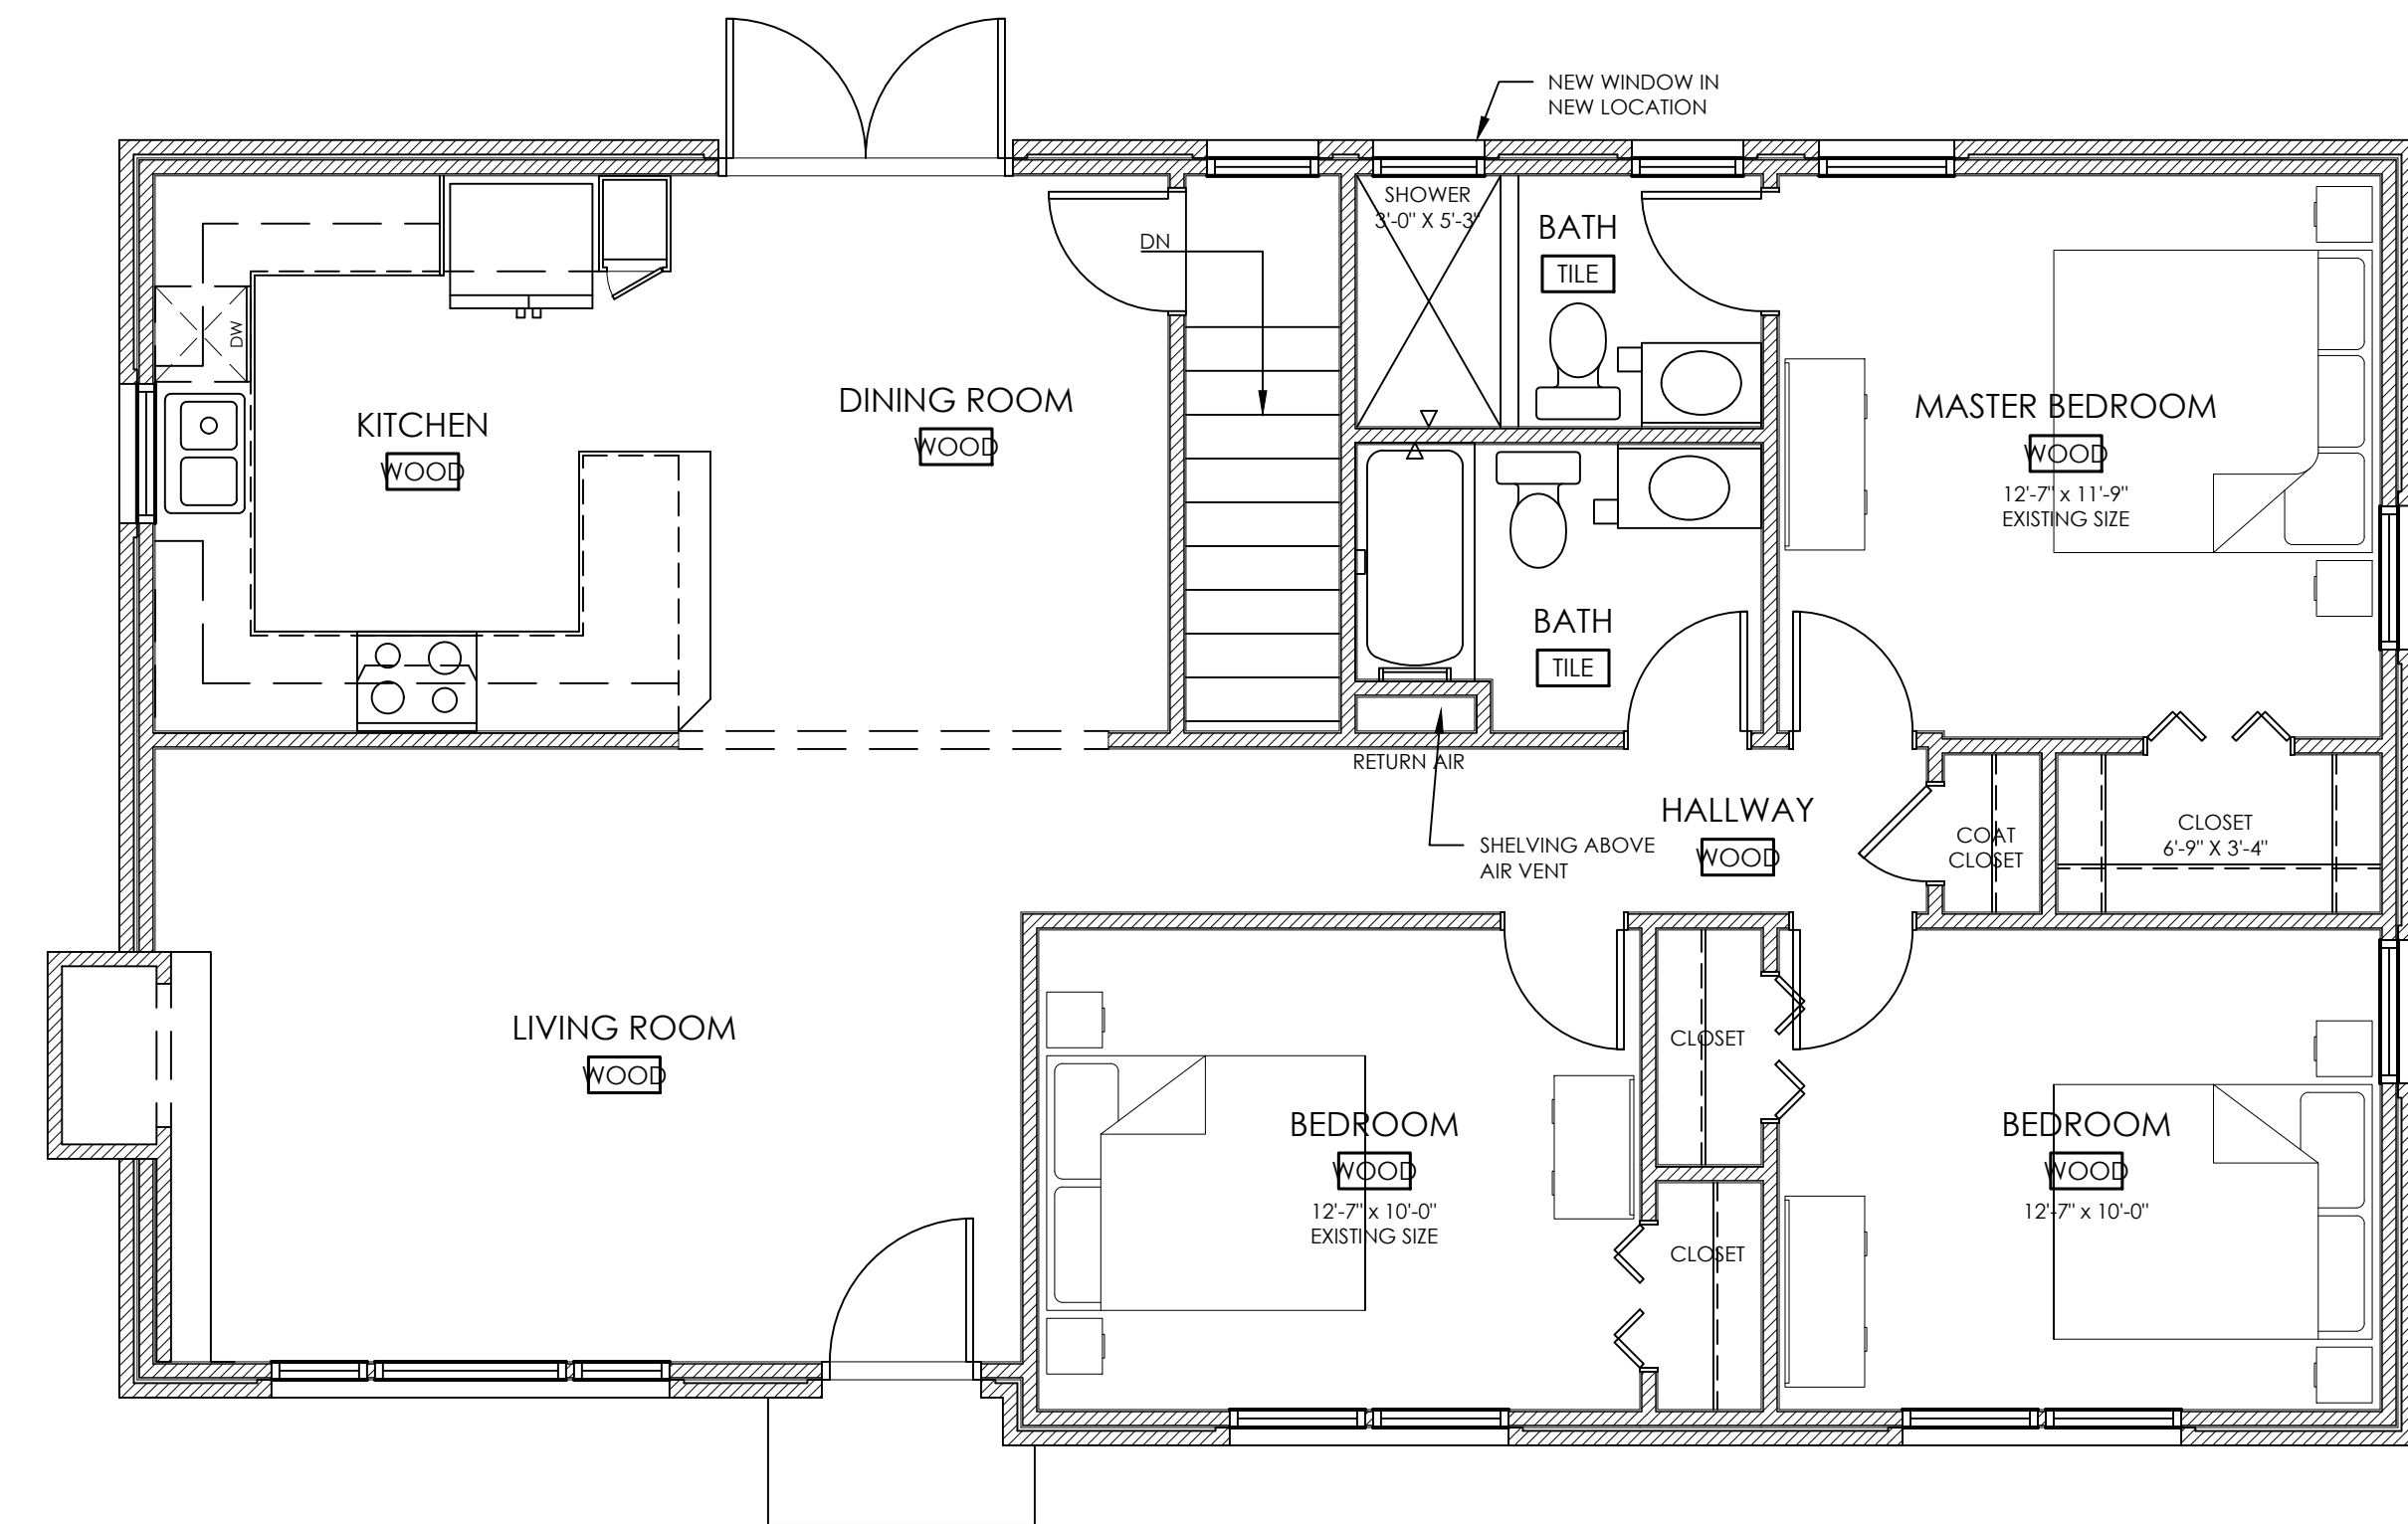 NEW WINDOW IN
NEW LOCATION
SHOWER
3'-0" X 5'-3"
BATH
TILE
DN
DW
KITCHEN
WOOD
DINING ROOM
WOOD
MASTER BEDROOM
WOOD
12'-7" x 11'-9"
EXISTING SIZE
BATH
TILE
RETURN AIR
SHELVING ABOVE
AIR VENT
HALLWAY
WOOD
COAT
CLOSET
CLOSET
6'-9" X 3'-4"
LIVING ROOM
WOOD
CLOSET
BEDROOM
WOOD
12'-7" x 10'-0"
EXISTING SIZE
CLOSET
BEDROOM
WOOD
12'-7" x 10'-0"